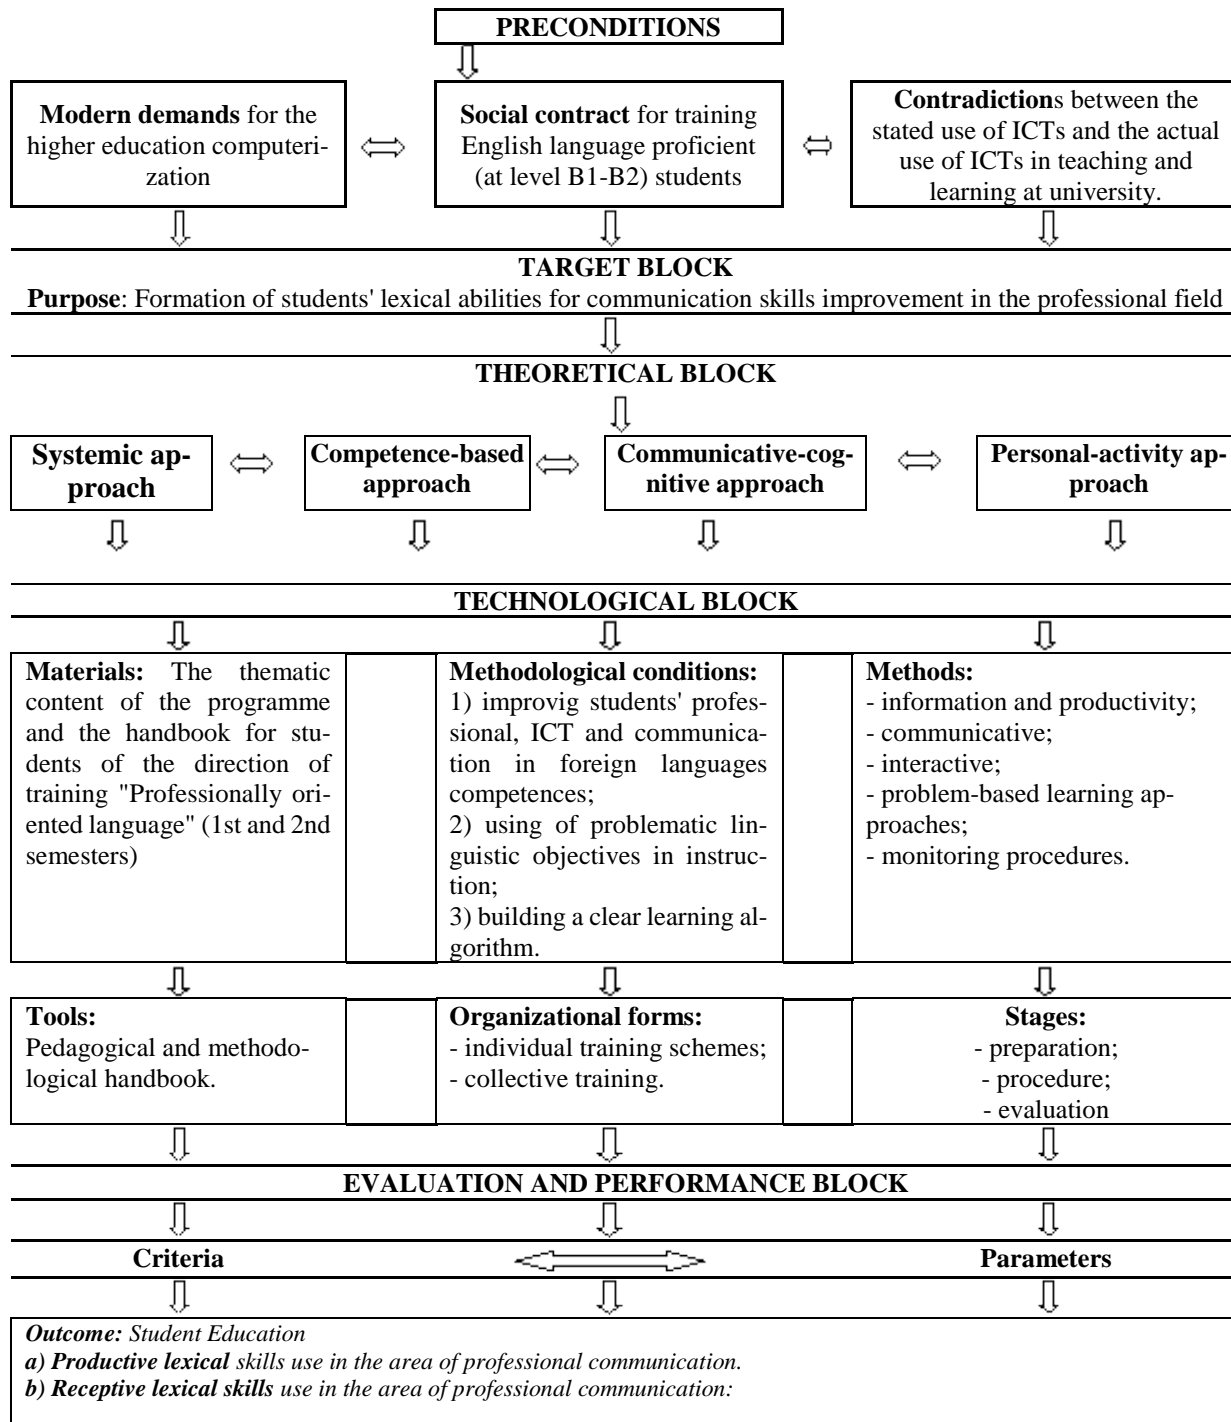 PRECONDITIONS
Modern demands for the
higher education computeri-
zation
Social contract for training
English language proficient
(at level B1-B2) students
Contradictions between the
stated use of ICTs and the actual
use of ICTs in teaching and
learning at university.
TARGET BLOCK
Purpose: Formation of students' lexical abilities for communication skills improvement in the professional field
THEORETICAL BLOCK
Systemic ap-
proach
Competence-based
approach
Communicative-cog-
nitive approach
Personal-activity ap-
proach
TECHNOLOGICAL BLOCK
Materials: The thematic
content of the programme
and the handbook for stu-
dents of the direction of
training "Professionally ori-
ented language" (1st and 2nd
semesters)
Methodological conditions:
1) improvig students' profes-
sional, ICT and communica-
tion in foreign languages
competences;
2) using of problematic lin-
guistic objectives in instruc-
tion;
3) building a clear learning al-
gorithm.
Methods:
- information and productivity;
- communicative;
- interactive;
- problem-based learning ap-
proaches;
- monitoring procedures.
Tools:
Pedagogical and methodo-
logical handbook.
Organizational forms:
- individual training schemes;
- collective training.
Stages:
- preparation;
- procedure;
- evaluation
EVALUATION AND PERFORMANCE BLOCK
Criteria
Parameters
Outcome: Student Education
a) Productive lexical skills use in the area of professional communication.
b) Receptive lexical skills use in the area of professional communication: